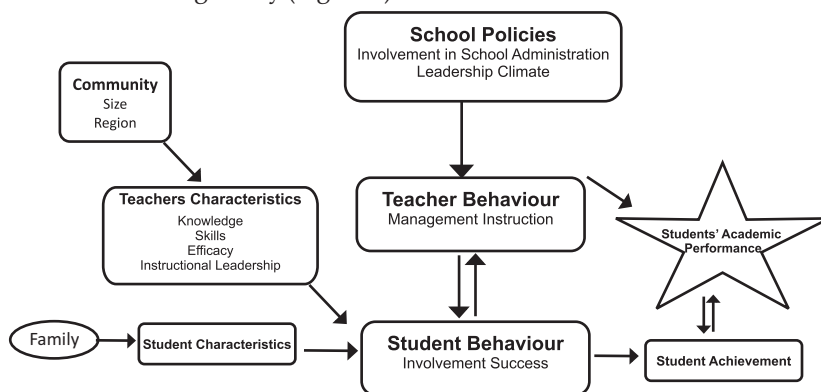 School Policies
Involvement in School Administration
Leadership Climate
Community
Size
Region
Teachers Characteristics
Knowledge
Skills
Efficacy
Instructional Leadership
Teacher Behaviour
Management Instruction
Students' Academic
Performance
Family
Student Characteristics
Student Behaviour
Involvement Success
Student Achievement